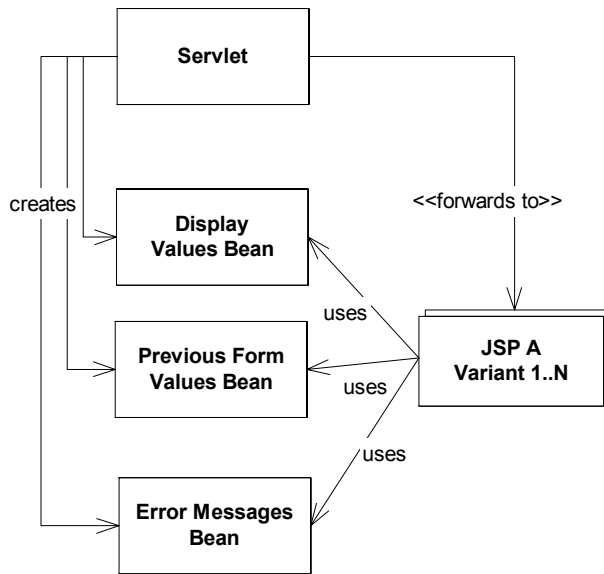 Servlet
creates
<<forwards to>>
Display
Values Bean
uses
JSP A
Variant 1..N
Previous Form
Values Bean
uses
uses
Error Messages
Bean